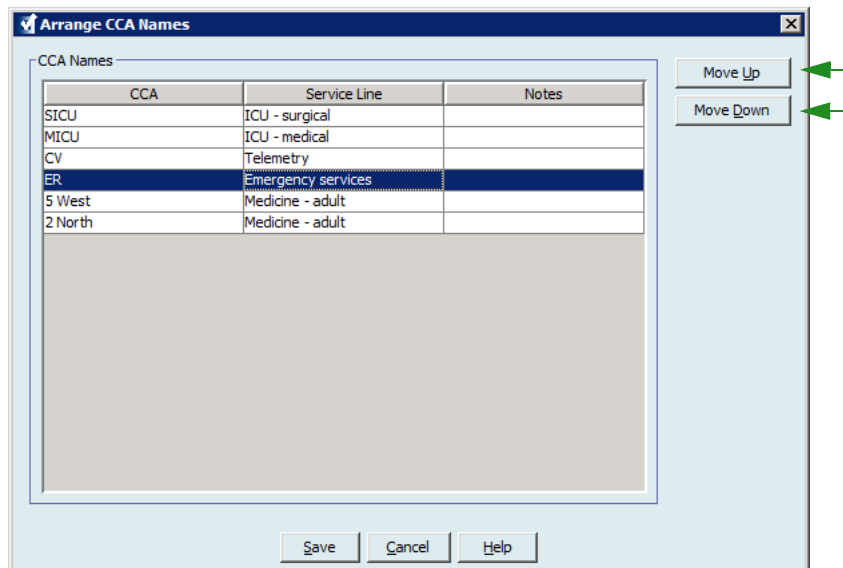 Arrange CCA Names
CCA Names
CCA Service Line Notes
SICU ICU - surgical
MICU ICU - medical
CV Telemetry
ER Emergency services
5 West Medicine - adult
2 North Medicine - adult
Move Up
Move Down
Save Cancel Help